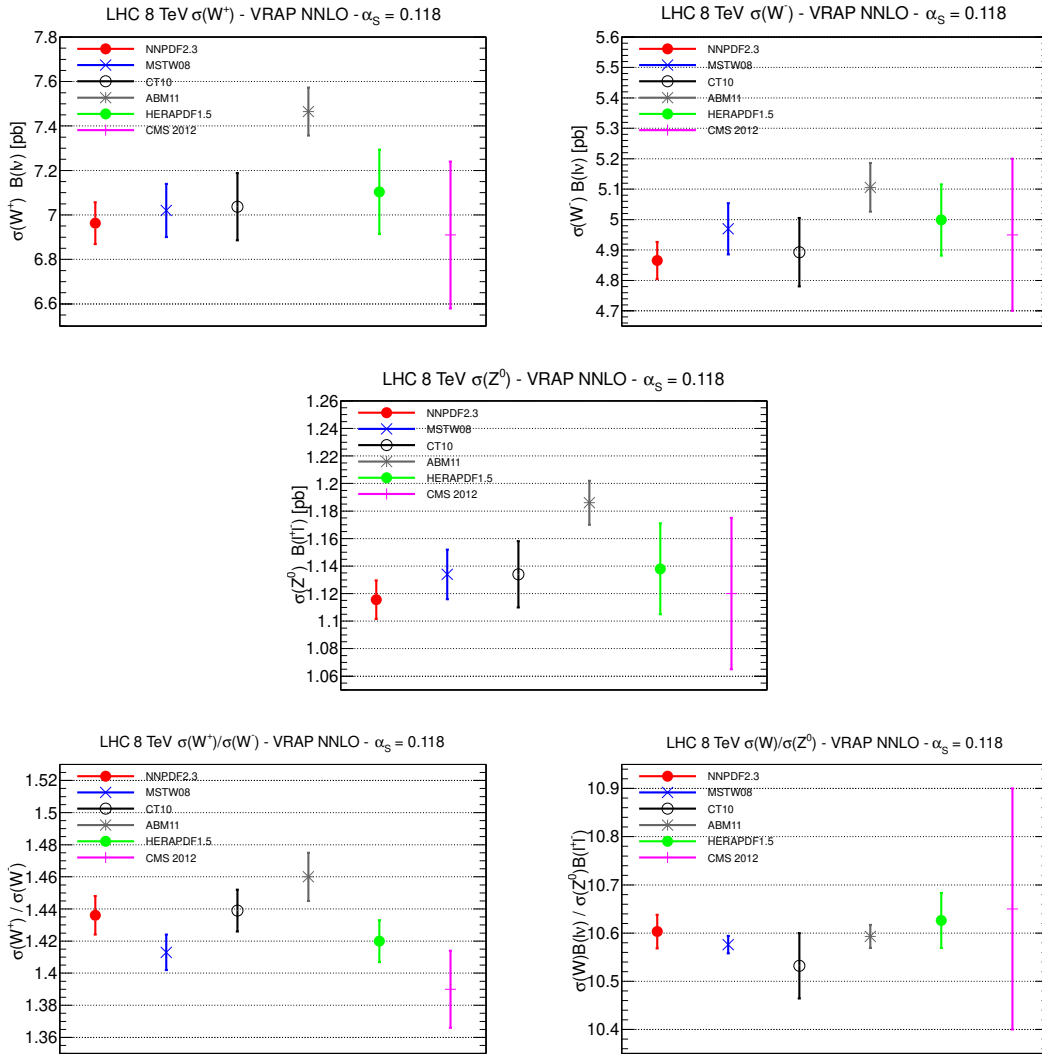 LHC 8 TeV σ(W⁺) - VRAP NNLO - α_S = 0.118
σ(W⁺) B(lν) [pb]
7.8
7.6
7.4
7.2
7
6.8
6.6
NNPDF2.3
MSTW08
CT10
ABM11
HERAPDF1.5
CMS 2012
LHC 8 TeV σ(W⁻) - VRAP NNLO - α_S = 0.118
σ(W⁻) B(lν) [pb]
5.6
5.5
5.4
5.3
5.2
5.1
5
4.9
4.8
4.7
NNPDF2.3
MSTW08
CT10
ABM11
HERAPDF1.5
CMS 2012
LHC 8 TeV σ(Z⁰) - VRAP NNLO - α_S = 0.118
σ(Z⁰) B(l⁺l⁻) [pb]
1.26
1.24
1.22
1.2
1.18
1.16
1.14
1.12
1.1
1.08
1.06
NNPDF2.3
MSTW08
CT10
ABM11
HERAPDF1.5
CMS 2012
LHC 8 TeV σ(W⁺)/σ(W⁻) - VRAP NNLO - α_S = 0.118
σ(W⁺) / σ(W⁻)
1.52
1.5
1.48
1.46
1.44
1.42
1.4
1.38
1.36
NNPDF2.3
MSTW08
CT10
ABM11
HERAPDF1.5
CMS 2012
LHC 8 TeV σ(W)/σ(Z⁰) - VRAP NNLO - α_S = 0.118
σ(W)B(lν) / σ(Z⁰)B(l⁺l⁻)
10.9
10.8
10.7
10.6
10.5
10.4
NNPDF2.3
MSTW08
CT10
ABM11
HERAPDF1.5
CMS 2012